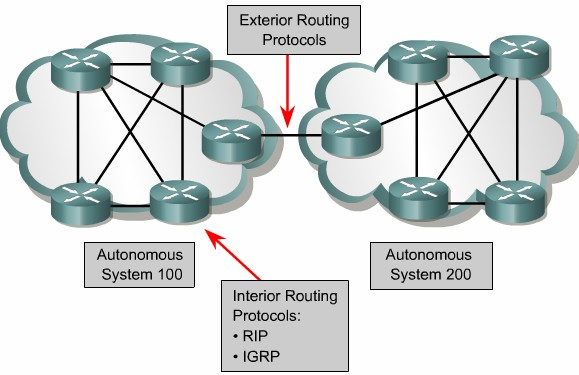 Exterior Routing
Protocols
Autonomous
System 100
Autonomous
System 200
Interior Routing
Protocols:
• RIP
• IGRP